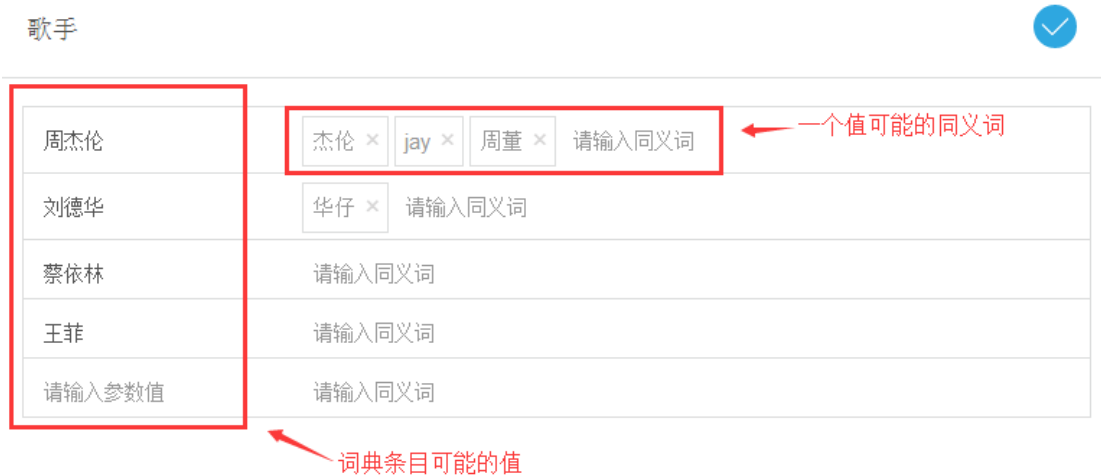 歌手
周杰伦 杰伦 × jay × 周董 × 请输入同义词 一个值可能的同义词
刘德华 华仔 × 请输入同义词
蔡依林 请输入同义词
王菲 请输入同义词
请输入参数值 请输入同义词
词典条目可能的值